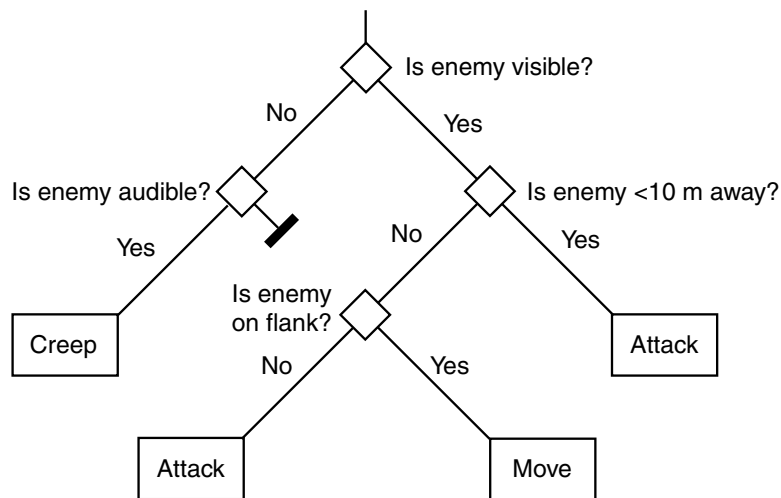 Is enemy visible?
No
Yes
Is enemy audible?
Is enemy <10 m away?
Yes
No
Yes
Is enemy
on flank?
Creep
Attack
No
Yes
Attack
Move